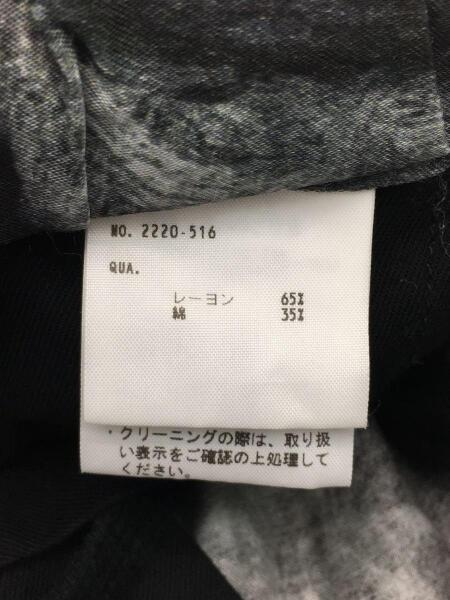 NO. 2220-516
QUA.
レーヨン 65%
綿 35%
・クリーニングの際は、取り扱
い表示をご確認の上処理して
ください。